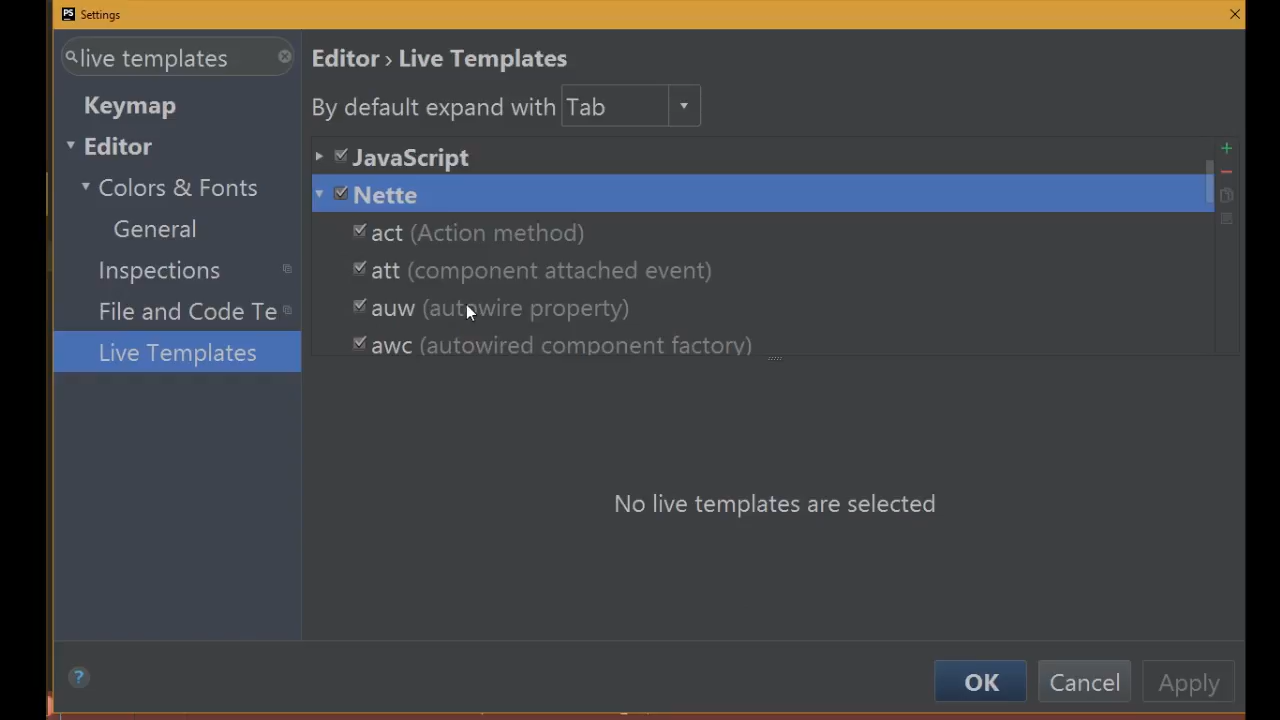 PS Settings
live templates
Keymap
Editor
Colors & Fonts
General
Inspections
File and Code Te
Live Templates
Editor › Live Templates
By default expand with Tab
JavaScript
Nette
act (Action method)
att (component attached event)
auw (autowire property)
awc (autowired component factory)
No live templates are selected
?
OK Cancel Apply